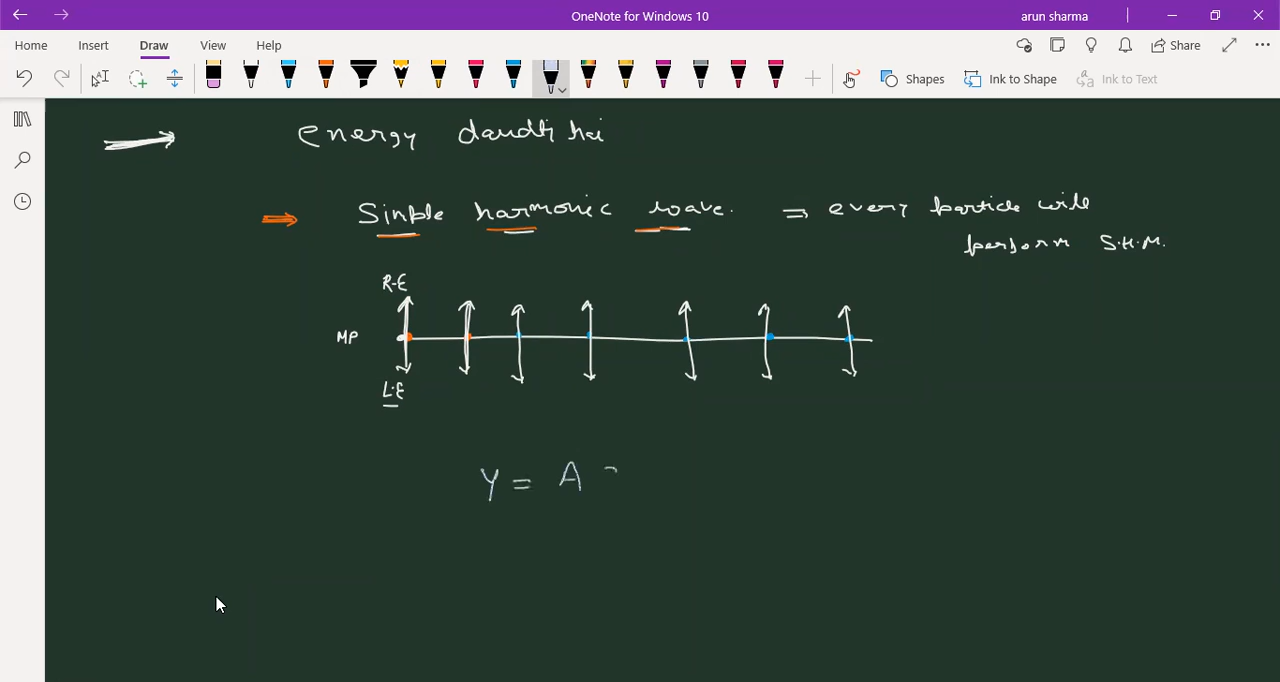 OneNote for Windows 10
arun sharma
Home Insert Draw View Help
Share
Shapes Ink to Shape Ink to Text
energy daudti hai
Simple harmonic wave. ⇒ every particle will
perform S.H.M.
R.E
MP
L.E
Y = A